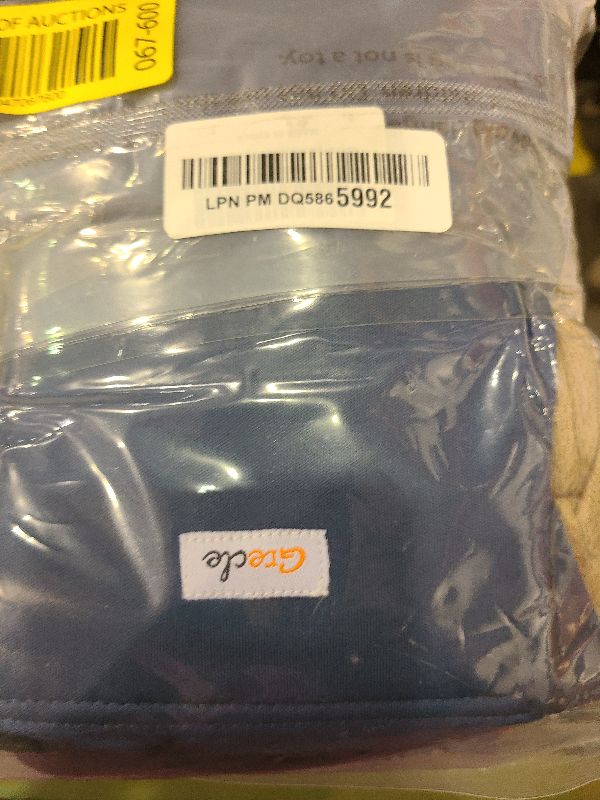 OF AUCTIONS
067-600
is not a toy.
LPN PM DQ5865992
Grecle